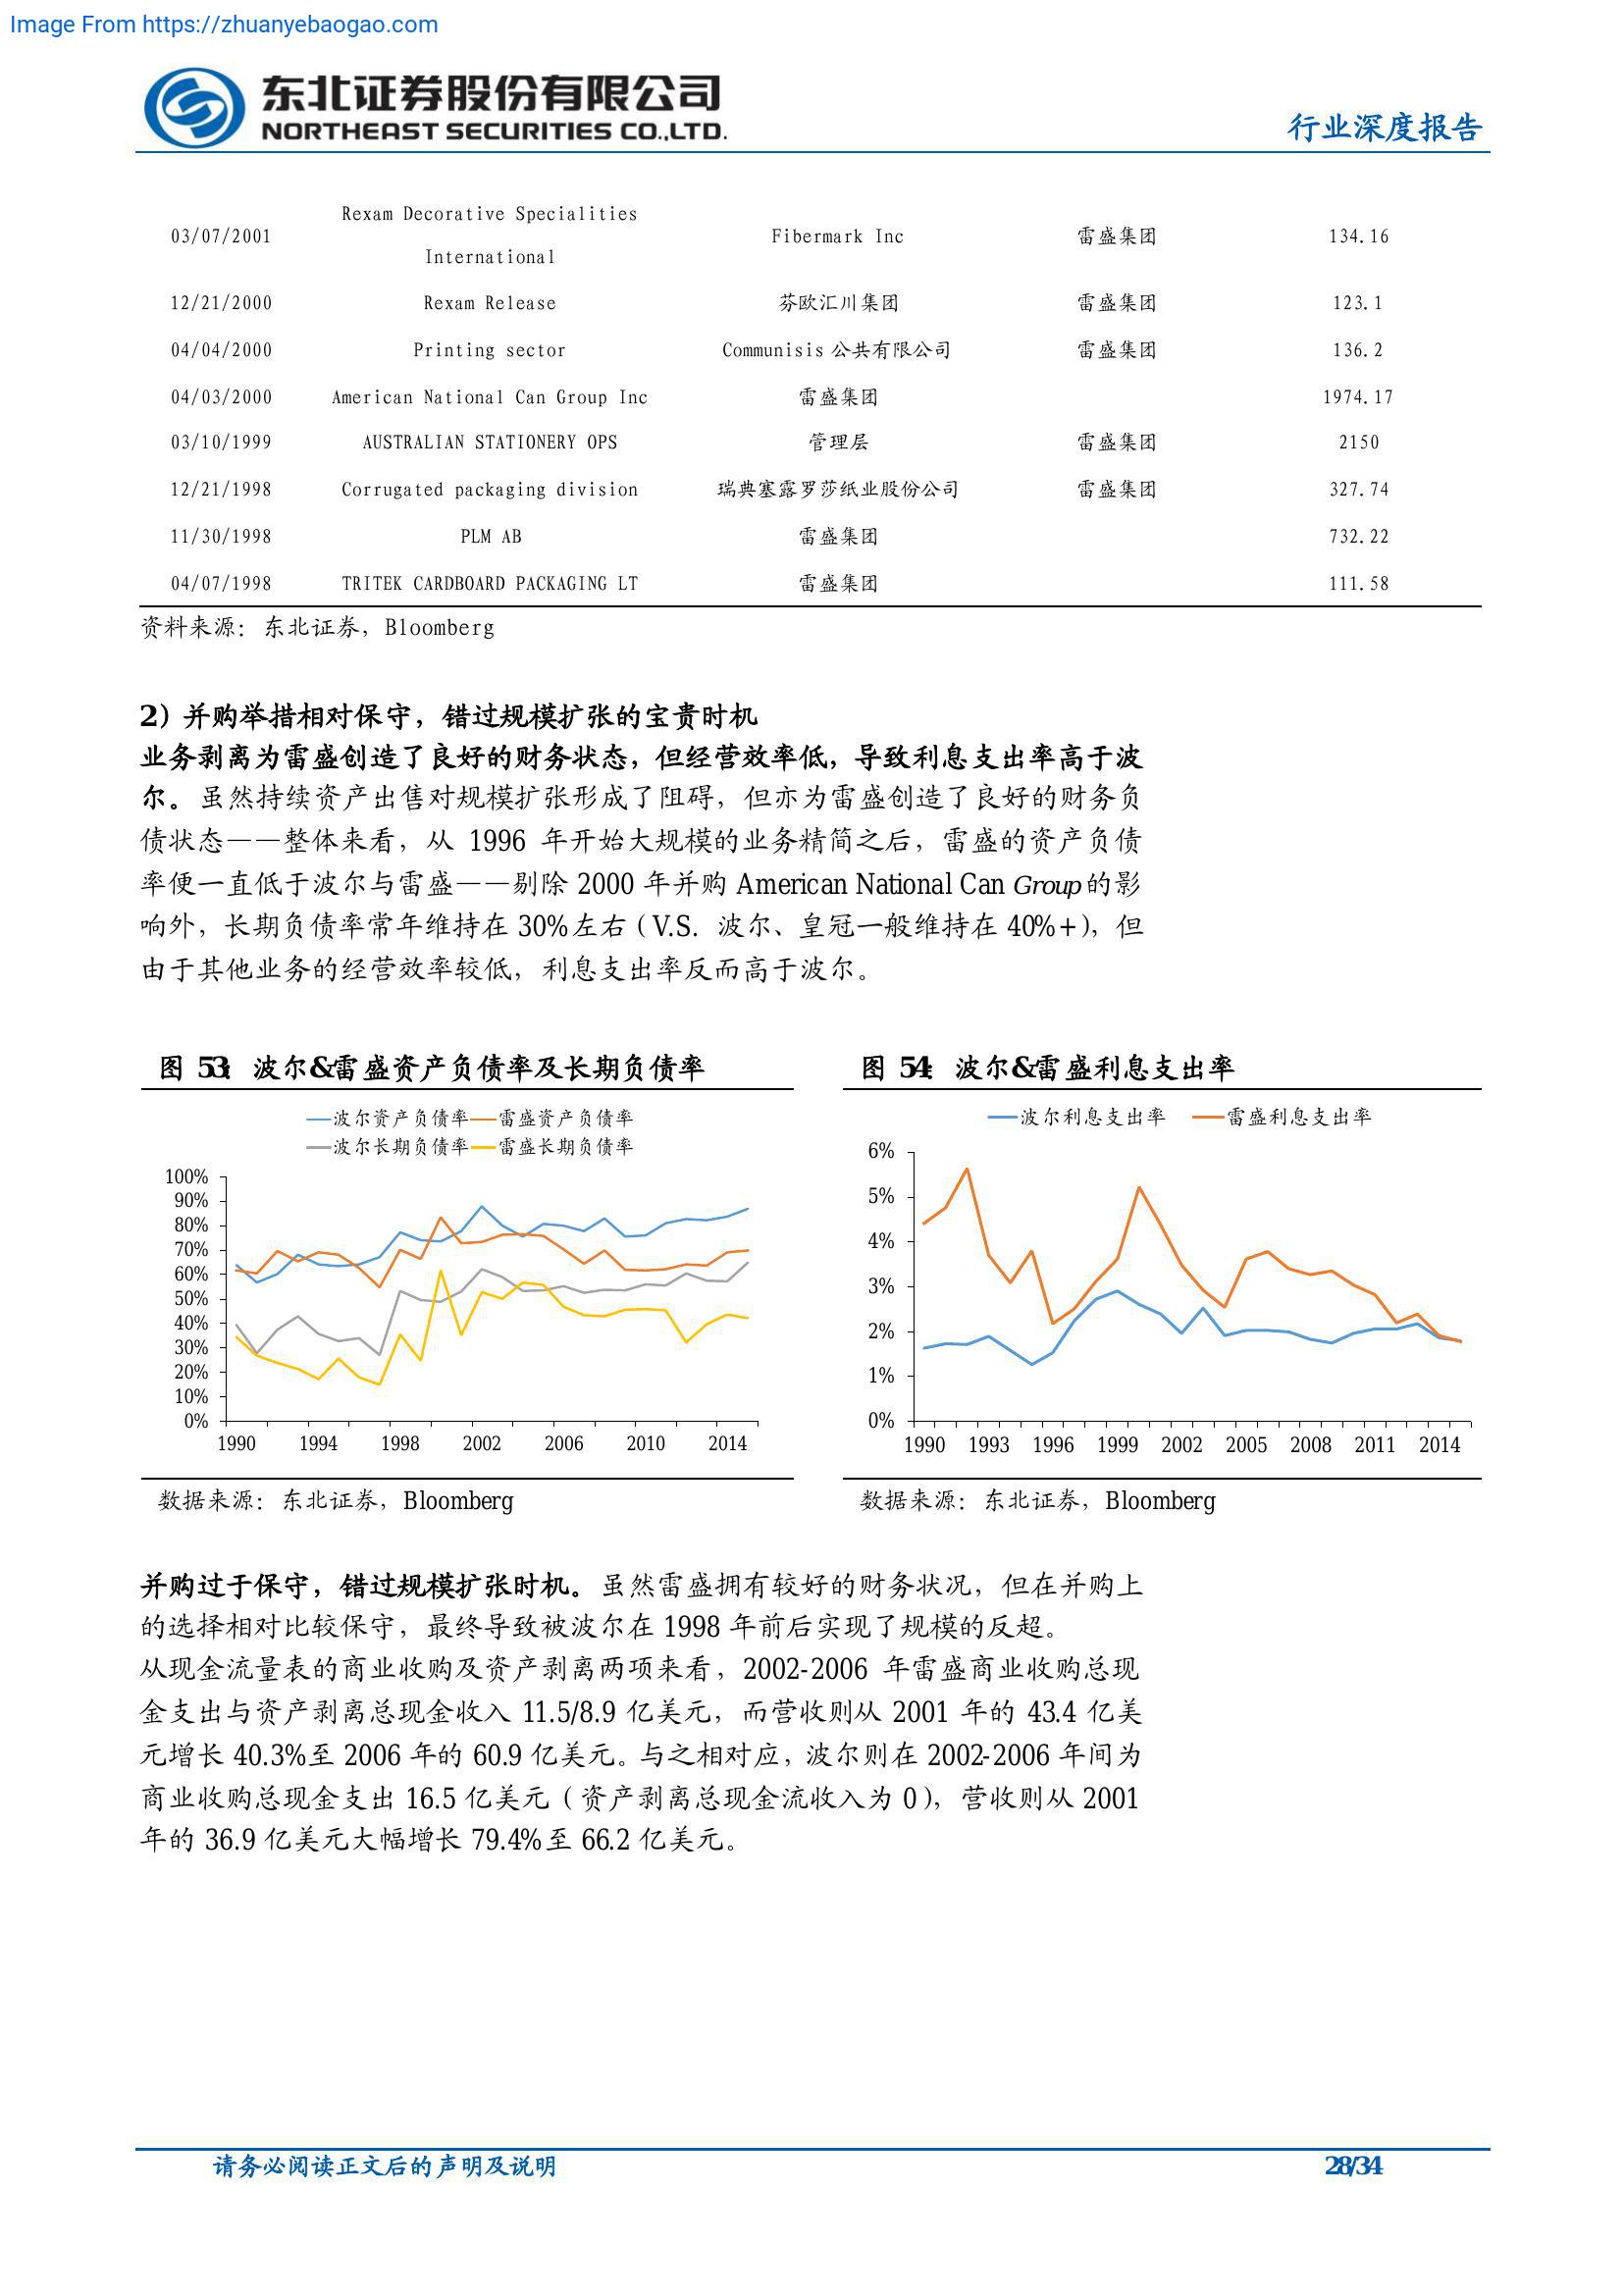 Image From https://zhuanyebaogao.com
东北证券股份有限公司
NORTHEAST SECURITIES CO.,LTD.
行业深度报告
03/07/2001 Rexam Decorative Specialities International Fibermark Inc 雷盛集团 134.16
12/21/2000 Rexam Release 芬欧汇川集团 雷盛集团 123.1
04/04/2000 Printing sector Communisis 公共有限公司 雷盛集团 136.2
04/03/2000 American National Can Group Inc 雷盛集团 1974.17
03/10/1999 AUSTRALIAN STATIONERY OPS 管理层 雷盛集团 2150
12/21/1998 Corrugated packaging division 瑞典塞露罗莎纸业股份公司 雷盛集团 327.74
11/30/1998 PLM AB 雷盛集团 732.22
04/07/1998 TRITEK CARDBOARD PACKAGING LT 雷盛集团 111.58
资料来源：东北证券，Bloomberg
2）并购举措相对保守，错过规模扩张的宝贵时机
业务剥离为雷盛创造了良好的财务状态，但经营效率低，导致利息支出率高于波
尔。虽然持续资产出售对规模扩张形成了阻碍，但亦为雷盛创造了良好的财务负
债状态——整体来看，从 1996 年开始大规模的业务精简之后，雷盛的资产负债
率便一直低于波尔与雷盛——剔除 2000 年并购 American National Can Group 的影
响外，长期负债率常年维持在 30%左右（V.S. 波尔、皇冠一般维持在 40%+），但
由于其他业务的经营效率较低，利息支出率反而高于波尔。
图 53：波尔&雷盛资产负债率及长期负债率
波尔资产负债率 雷盛资产负债率
波尔长期负债率 雷盛长期负债率
100%
90%
80%
70%
60%
50%
40%
30%
20%
10%
0%
1990 1994 1998 2002 2006 2010 2014
数据来源：东北证券，Bloomberg
图 54：波尔&雷盛利息支出率
波尔利息支出率 雷盛利息支出率
6%
5%
4%
3%
2%
1%
0%
1990 1993 1996 1999 2002 2005 2008 2011 2014
数据来源：东北证券，Bloomberg
并购过于保守，错过规模扩张时机。虽然雷盛拥有较好的财务状况，但在并购上
的选择相对比较保守，最终导致被波尔在 1998 年前后实现了规模的反超。
从现金流量表的商业收购及资产剥离两项来看，2002-2006 年雷盛商业收购总现
金支出与资产剥离总现金收入 11.5/8.9 亿美元，而营收则从 2001 年的 43.4 亿美
元增长 40.3%至 2006 年的 60.9 亿美元。与之相对应，波尔则在 2002-2006 年间为
商业收购总现金支出 16.5 亿美元（资产剥离总现金流收入为 0），营收则从 2001
年的 36.9 亿美元大幅增长 79.4%至 66.2 亿美元。
请务必阅读正文后的声明及说明
28/34